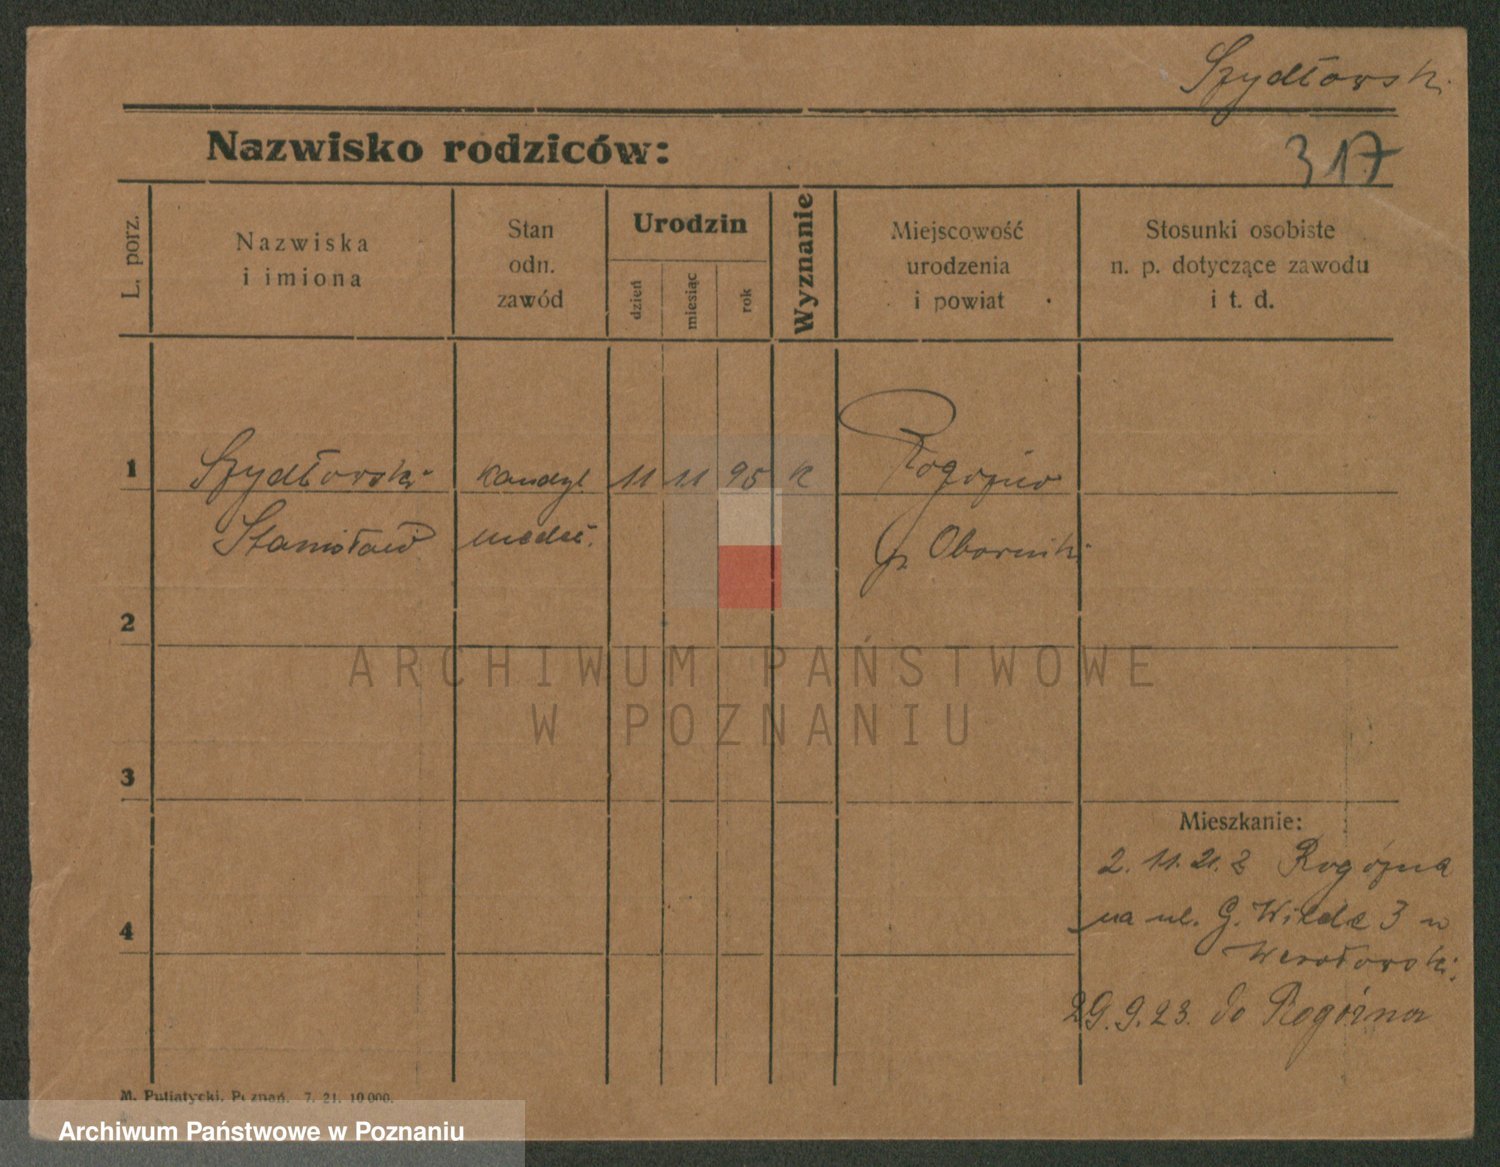 Szydłowski
317
Nazwisko rodziców:
L. porz.
Nazwiska
i imiona
Stan
odn.
zawód
Urodzin
dzień
miesiąc
rok
Wyznanie
Miejscowość
urodzenia
i powiat
Stosunki osobiste
n. p. dotyczące zawodu
i t. d.
1
Szydłowski kandyd 11 11 95 k Rogoźno
Stanisław p. Oborniki
2
ARCHIWUM PAŃSTWOWE
W POZNANIU
3
Mieszkanie:
2. 11. 21. z Rogoźna
4
na ul. G. Wilda 3 u
29. 9. 23. do Rogoźna
M. Putiatycki, Poznań. 7. 21. 10 000.
Archiwum Państwowe w Poznaniu